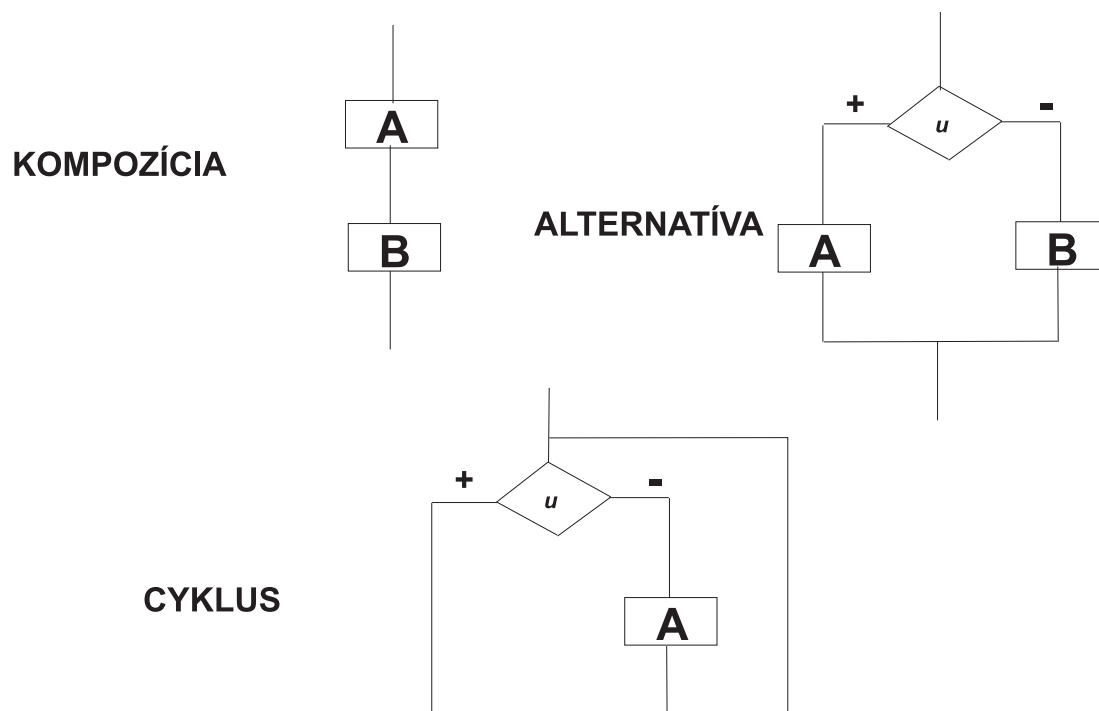 KOMPOZÍCIA
A
B
ALTERNATÍVA
+
u
-
A
B
CYKLUS
+
u
-
A